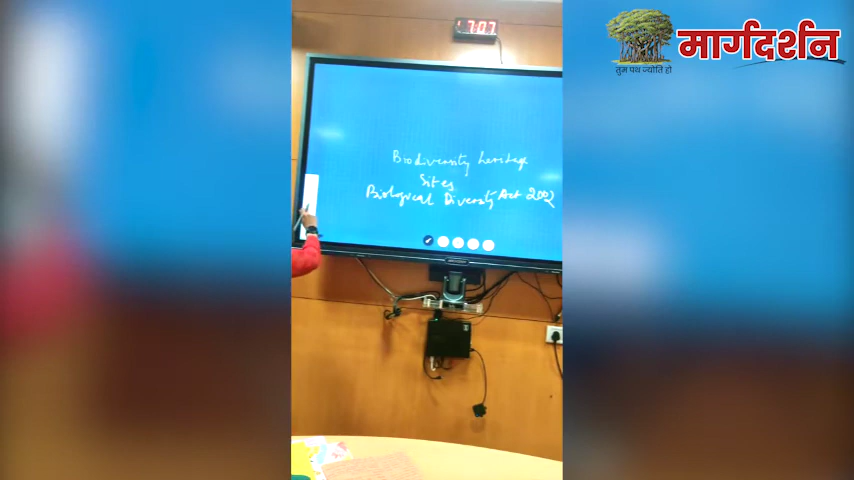 7:07
मार्गदर्शन
तुम पथ ज्योति हो
Biodiversity heritage
Sites
Biological Diversity Act 2002